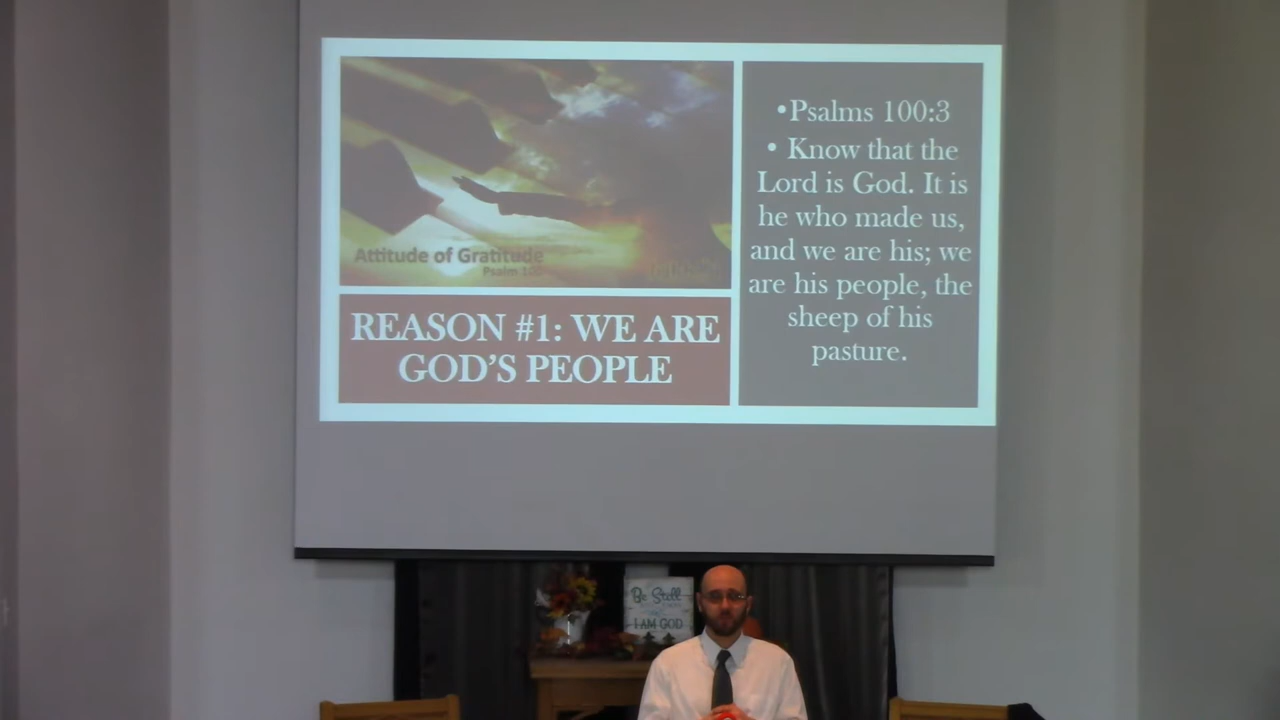 Attitude of Gratitude
Psalm 100
REASON #1: WE ARE
GOD'S PEOPLE
•Psalms 100:3
• Know that the
Lord is God. It is
he who made us,
and we are his; we
are his people, the
sheep of his
pasture.
Be Still
I AM GOD